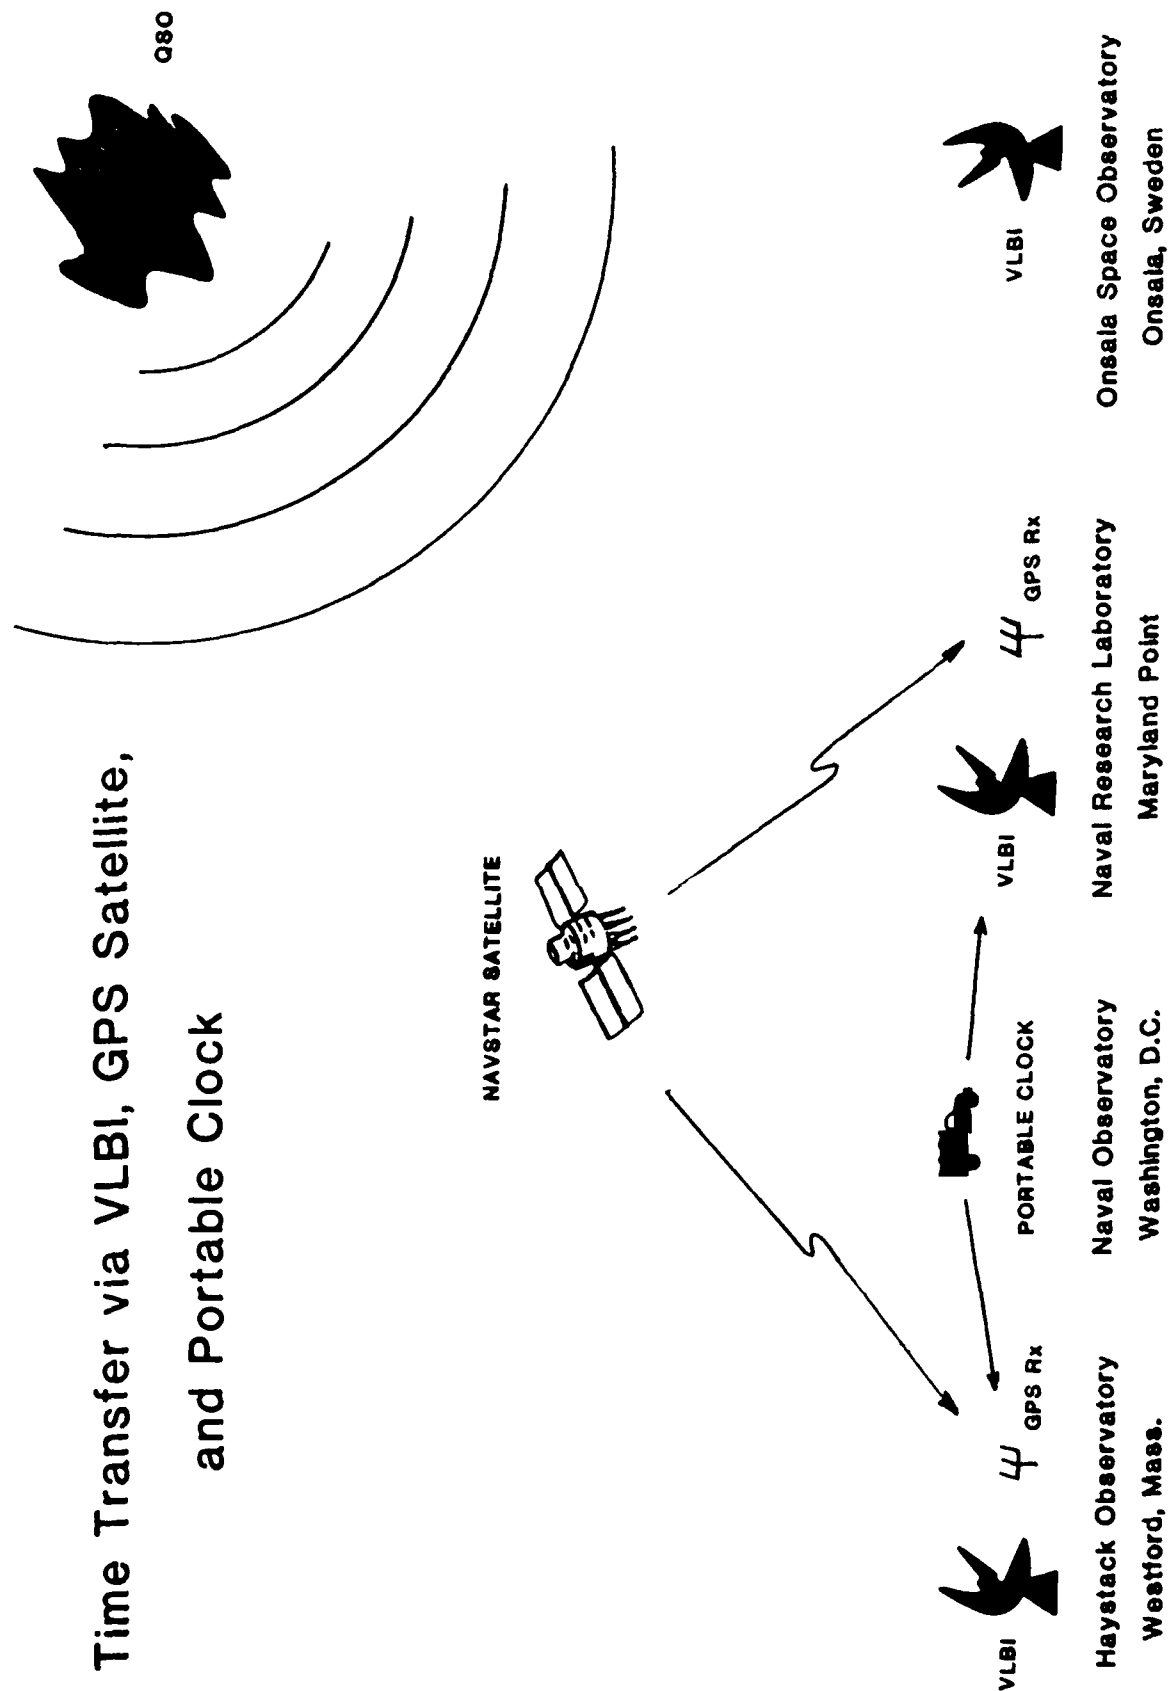 Time Transfer via VLBI, GPS Satellite,
and Portable Clock
QSO
NAVSTAR SATELLITE
VLBI
GPS Rx
PORTABLE CLOCK
VLBI
GPS Rx
VLBI
Haystack Observatory
Westford, Mass.
Naval Observatory
Washington, D.C.
Naval Research Laboratory
Maryland Point
Onsala Space Observatory
Onsala, Sweden